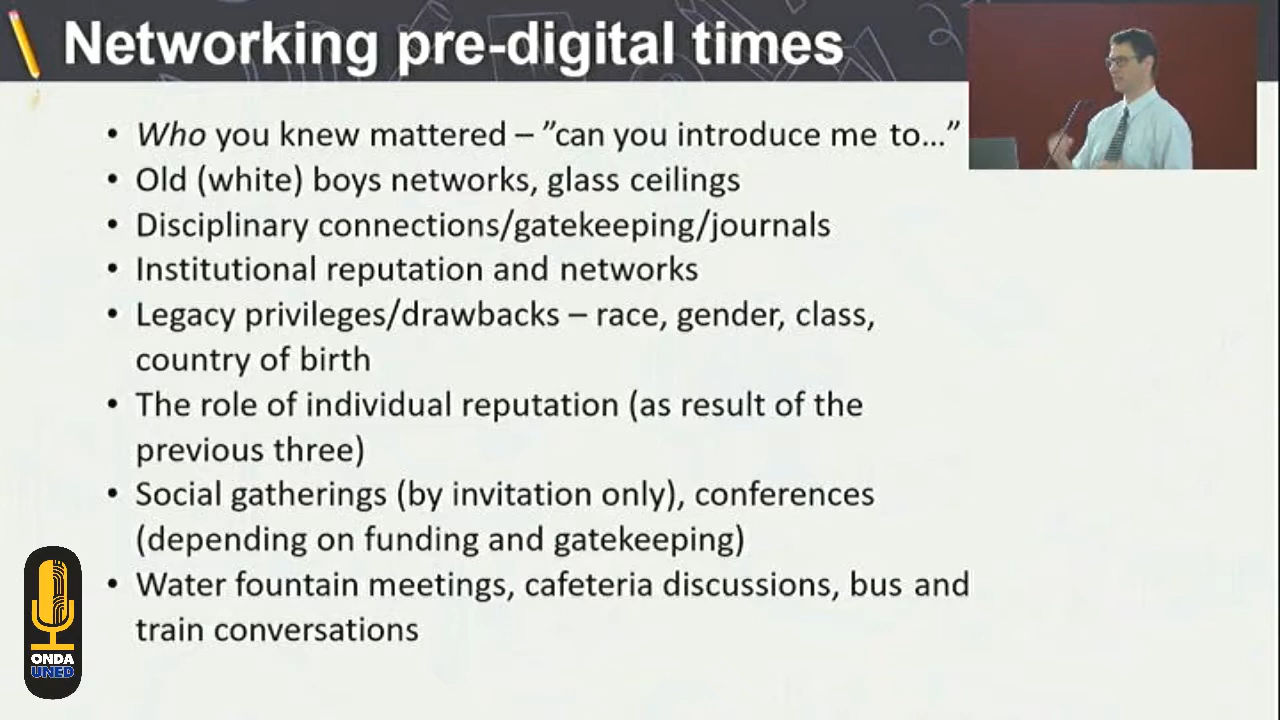 Networking pre-digital times
• Who you knew mattered – ”can you introduce me to...”
• Old (white) boys networks, glass ceilings
• Disciplinary connections/gatekeeping/journals
• Institutional reputation and networks
• Legacy privileges/drawbacks – race, gender, class,
country of birth
• The role of individual reputation (as result of the
previous three)
• Social gatherings (by invitation only), conferences
(depending on funding and gatekeeping)
• Water fountain meetings, cafeteria discussions, bus and
train conversations
ONDA
UNED